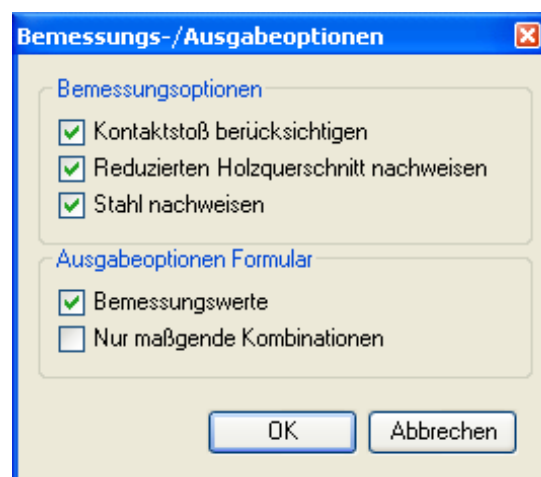 Bemessungs-/Ausgabeoptionen
Bemessungsoptionen
Kontaktstoß berücksichtigen
Reduzierten Holzquerschnitt nachweisen
Stahl nachweisen
Ausgabeoptionen Formular
Bemessungswerte
Nur maßgende Kombinationen
OK
Abbrechen